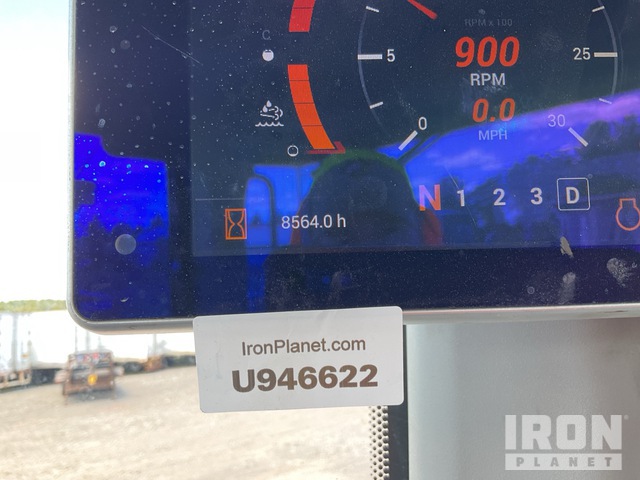 RPM x 100
C
900
5
25
RPM
0.0
0
MPH
30
N 1 2 3 D
8564.0 h
IronPlanet.com
U946622
IRON
PLANET